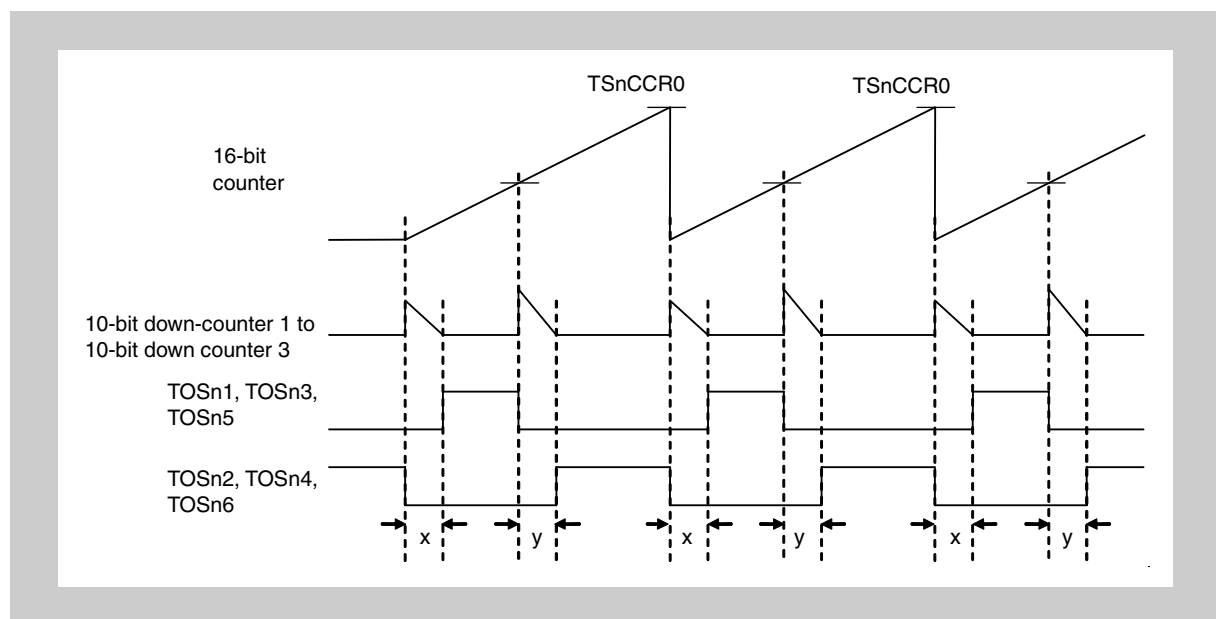 TSnCCR0
TSnCCR0
16-bit
counter
10-bit down-counter 1 to
10-bit down counter 3
TOSn1, TOSn3,
TOSn5
TOSn2, TOSn4,
TOSn6
x
y
x
y
x
y